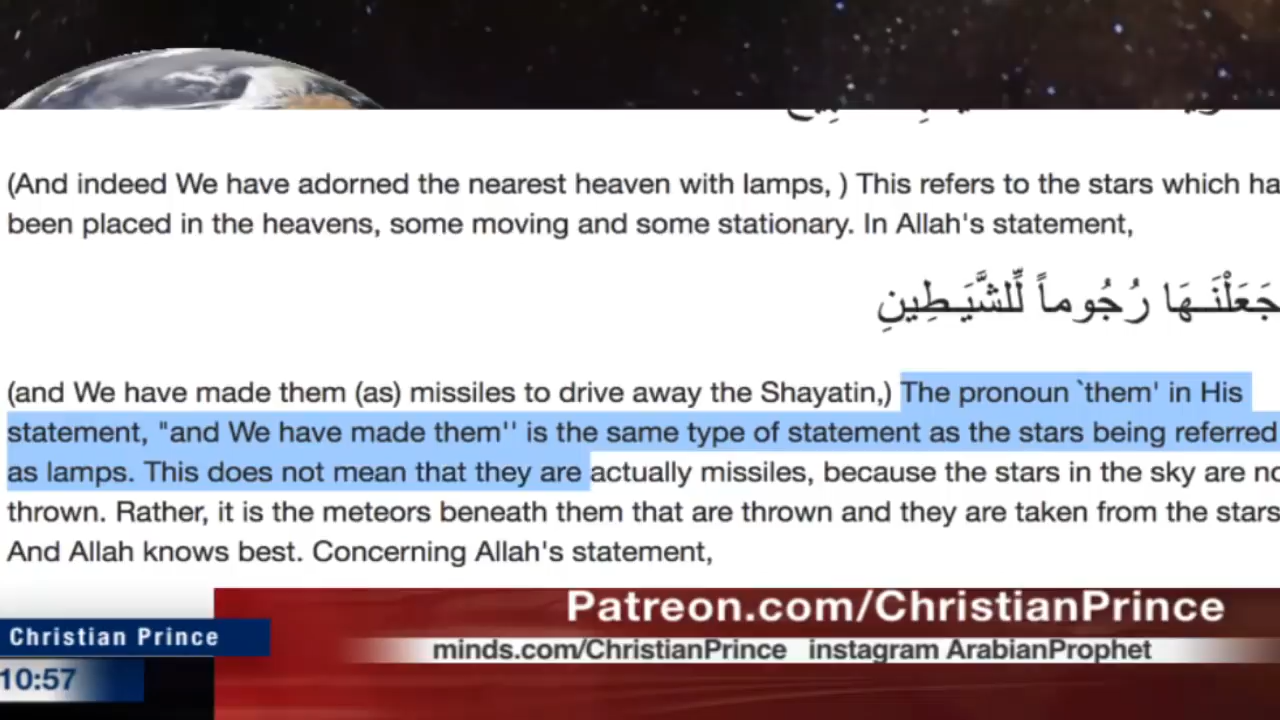 (And indeed We have adorned the nearest heaven with lamps, ) This refers to the stars which ha
been placed in the heavens, some moving and some stationary. In Allah's statement,
جَعَلْنَـهَا رُجُوماً لِّلشَّيَـطِينِ
(and We have made them (as) missiles to drive away the Shayatin,) The pronoun `them' in His
statement, "and We have made them'' is the same type of statement as the stars being referred
as lamps. This does not mean that they are actually missiles, because the stars in the sky are no
thrown. Rather, it is the meteors beneath them that are thrown and they are taken from the stars
And Allah knows best. Concerning Allah's statement,
Patreon.com/ChristianPrince
Christian Prince
minds.com/ChristianPrince instagram ArabianProphet
10:57